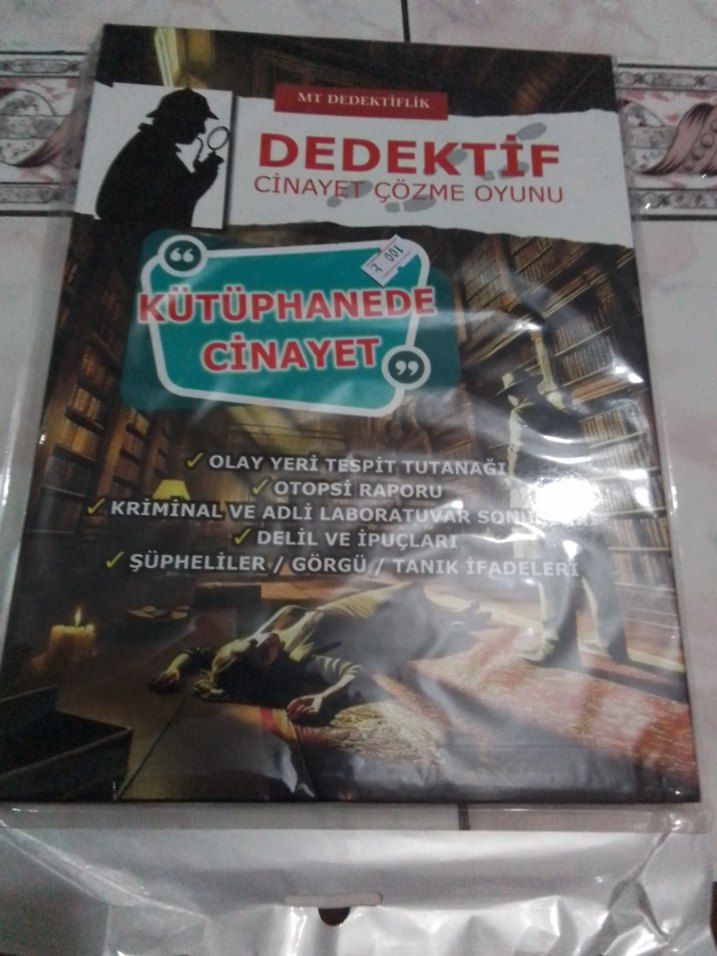 MT DEDEKTİFLİK
DEDEKTİF
CİNAYET ÇÖZME OYUNU
100 ₺
“
KÜTÜPHANEDE
CİNAYET
”
✓ OLAY YERİ TESPİT TUTANAĞI
✓ OTOPSİ RAPORU
✓ KRİMİNAL VE ADLİ LABORATUVAR
✓ DELİL VE İPUÇLARI
✓ ŞÜPHELİLER / GÖRGÜ / TANIK İFADELERİ